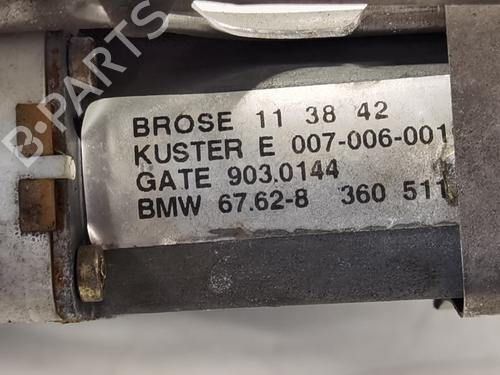 B-PARTS
BROSE 11 38 42
KUSTER E 007-006-001
GATE 903.0144
BMW 67.62-8 360 511